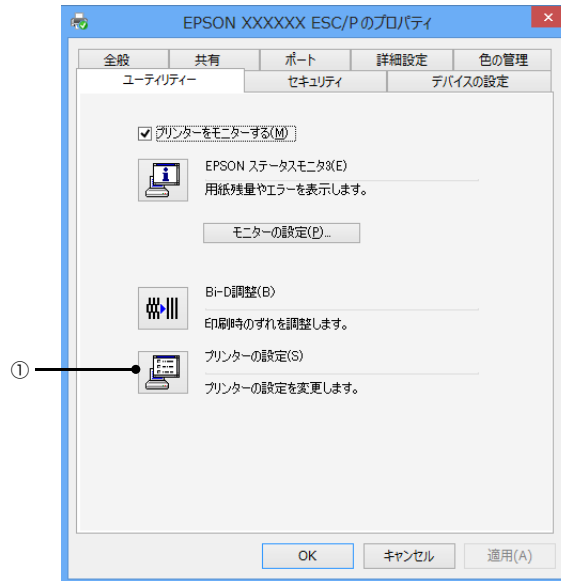 EPSON XXXXXX ESC/Pのプロパティ
全般 共有 ポート 詳細設定 色の管理
ユーティリティー セキュリティ デバイスの設定
プリンターをモニターする(M)
EPSON ステータスモニタ3(E)
用紙残量やエラーを表示します。
モニターの設定(P)...
Bi-D調整(B)
印刷時のずれを調整します。
①
プリンターの設定(S)
プリンターの設定を変更します。
OK キャンセル 適用(A)